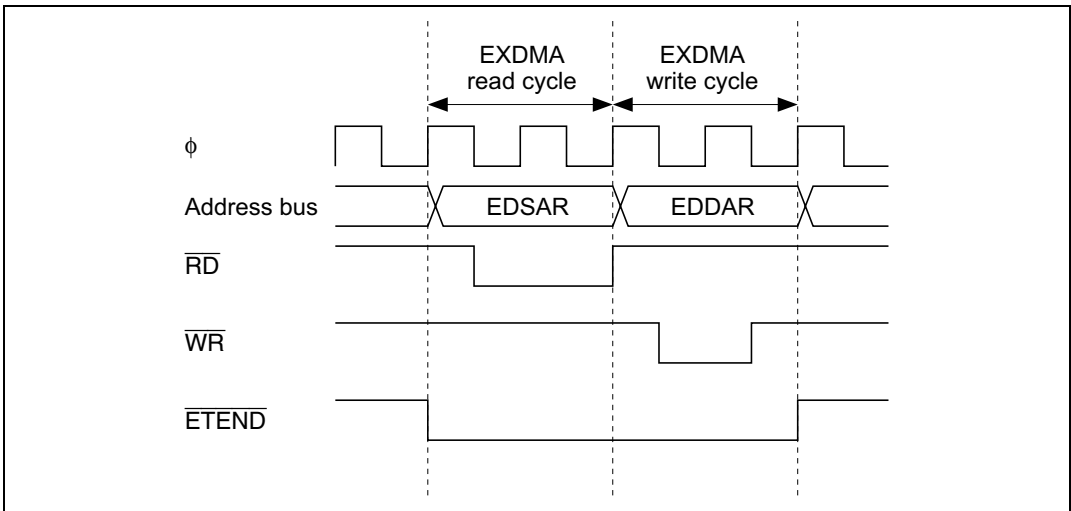 EXDMA
read cycle
EXDMA
write cycle
ϕ
Address bus
EDSAR
EDDAR
RD
WR
ETEND